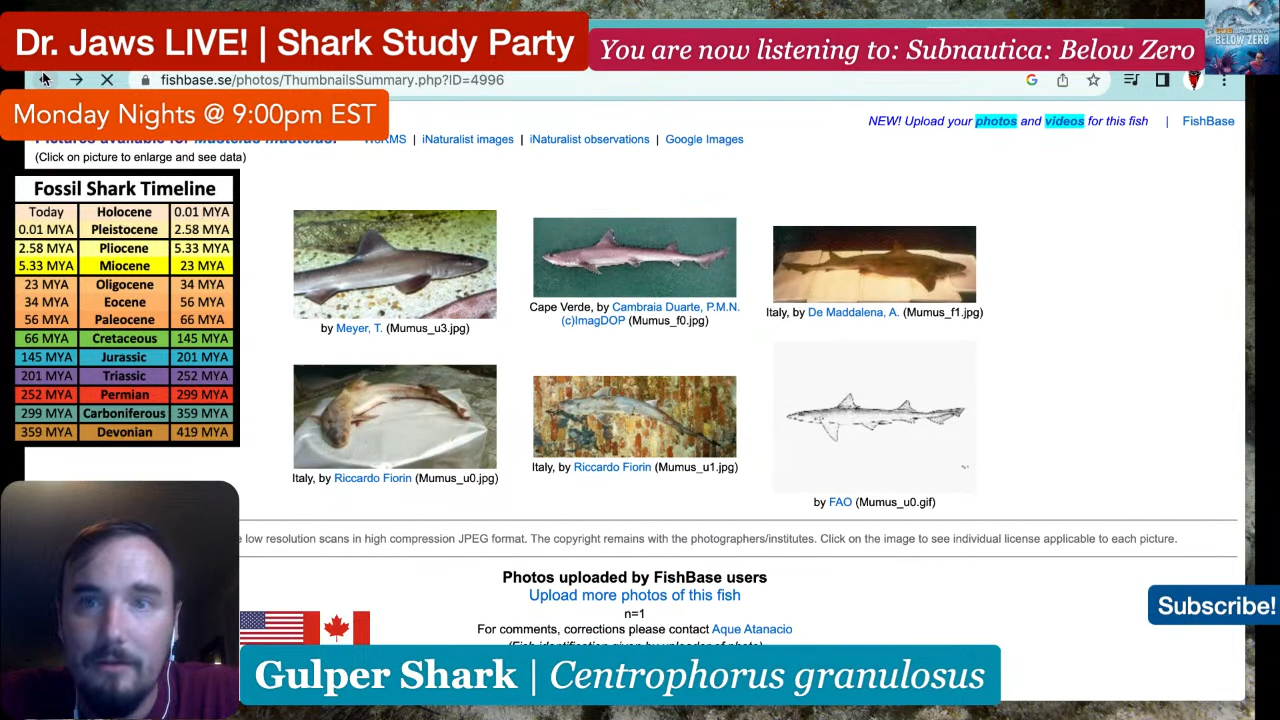 Dr. Jaws LIVE! | Shark Study Party
You are now listening to: Subnautica: Below Zero
BELOW ZERO
fishbase.se/photos/ThumbnailsSummary.php?ID=4996
Monday Nights @ 9:00pm EST
NEW! Upload your photos and videos for this fish | FishBase
| iNaturalist images | iNaturalist observations | Google Images
(Click on picture to enlarge and see data)
Fossil Shark Timeline
Today Holocene 0.01 MYA
0.01 MYA Pleistocene 2.58 MYA
2.58 MYA Pliocene 5.33 MYA
5.33 MYA Miocene 23 MYA
23 MYA Oligocene 34 MYA
34 MYA Eocene 56 MYA
56 MYA Paleocene 66 MYA
66 MYA Cretaceous 145 MYA
145 MYA Jurassic 201 MYA
201 MYA Triassic 252 MYA
252 MYA Permian 299 MYA
299 MYA Carboniferous 359 MYA
359 MYA Devonian 419 MYA
by Meyer, T. (Mumus_u3.jpg)
Cape Verde, by Cambraia Duarte, P.M.N.
(c)ImagDOP (Mumus_f0.jpg)
Italy, by De Maddalena, A. (Mumus_f1.jpg)
Italy, by Riccardo Fiorin (Mumus_u0.jpg)
Italy, by Riccardo Fiorin (Mumus_u1.jpg)
by FAO (Mumus_u0.gif)
low resolution scans in high compression JPEG format. The copyright remains with the photographers/institutes. Click on the image to see individual license applicable to each picture.
Photos uploaded by FishBase users
Upload more photos of this fish
n=1
For comments, corrections please contact Aque Atanacio
Subscribe!
Gulper Shark | Centrophorus granulosus